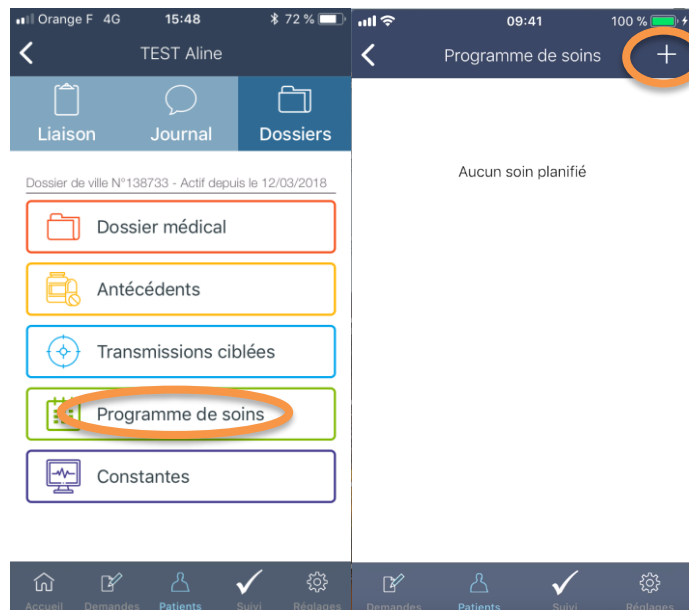 Orange F 4G 15:48 72 %
TEST Aline
Liaison Journal Dossiers
Dossier de ville N°138733 - Actif depuis le 12/03/2018
Dossier médical
Antécédents
Transmissions ciblées
Programme de soins
Constantes
Accueil Demandes Patients Suivi Réglages
09:41 100 %
Programme de soins +
Aucun soin planifié
Demandes Patients Suivi Réglages